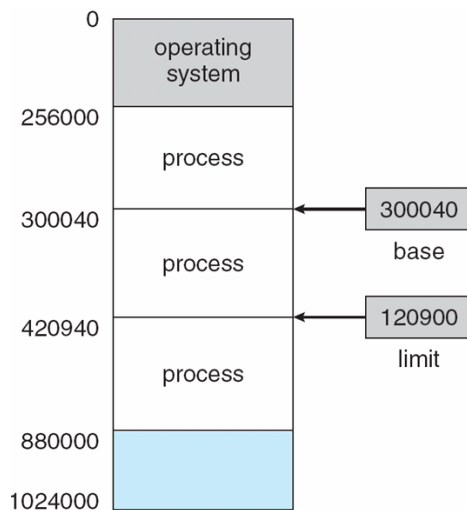 0
operating
system
256000
process
300040
300040
base
process
420940
120900
limit
process
880000
1024000